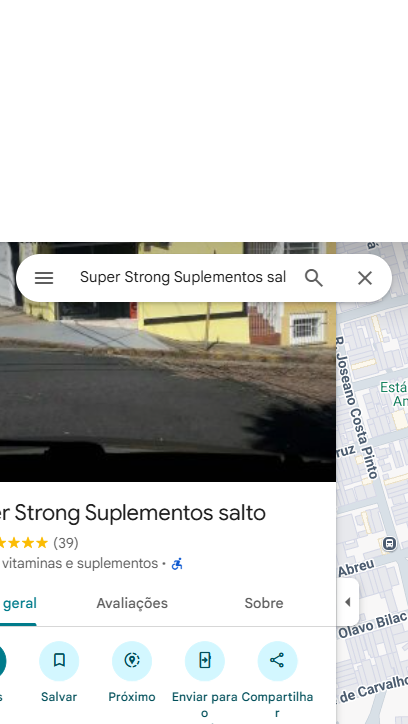 Super Strong Suplementos sal
er Strong Suplementos salto
(39)
vitaminas e suplementos •
geral
Avaliações
Sobre
s
Salvar
Próximo
Enviar para
o
Compartilha
r
R. Joseano Costa Pinto
Está
An
ruz
Abreu
Olavo Bilac
de Carvalho